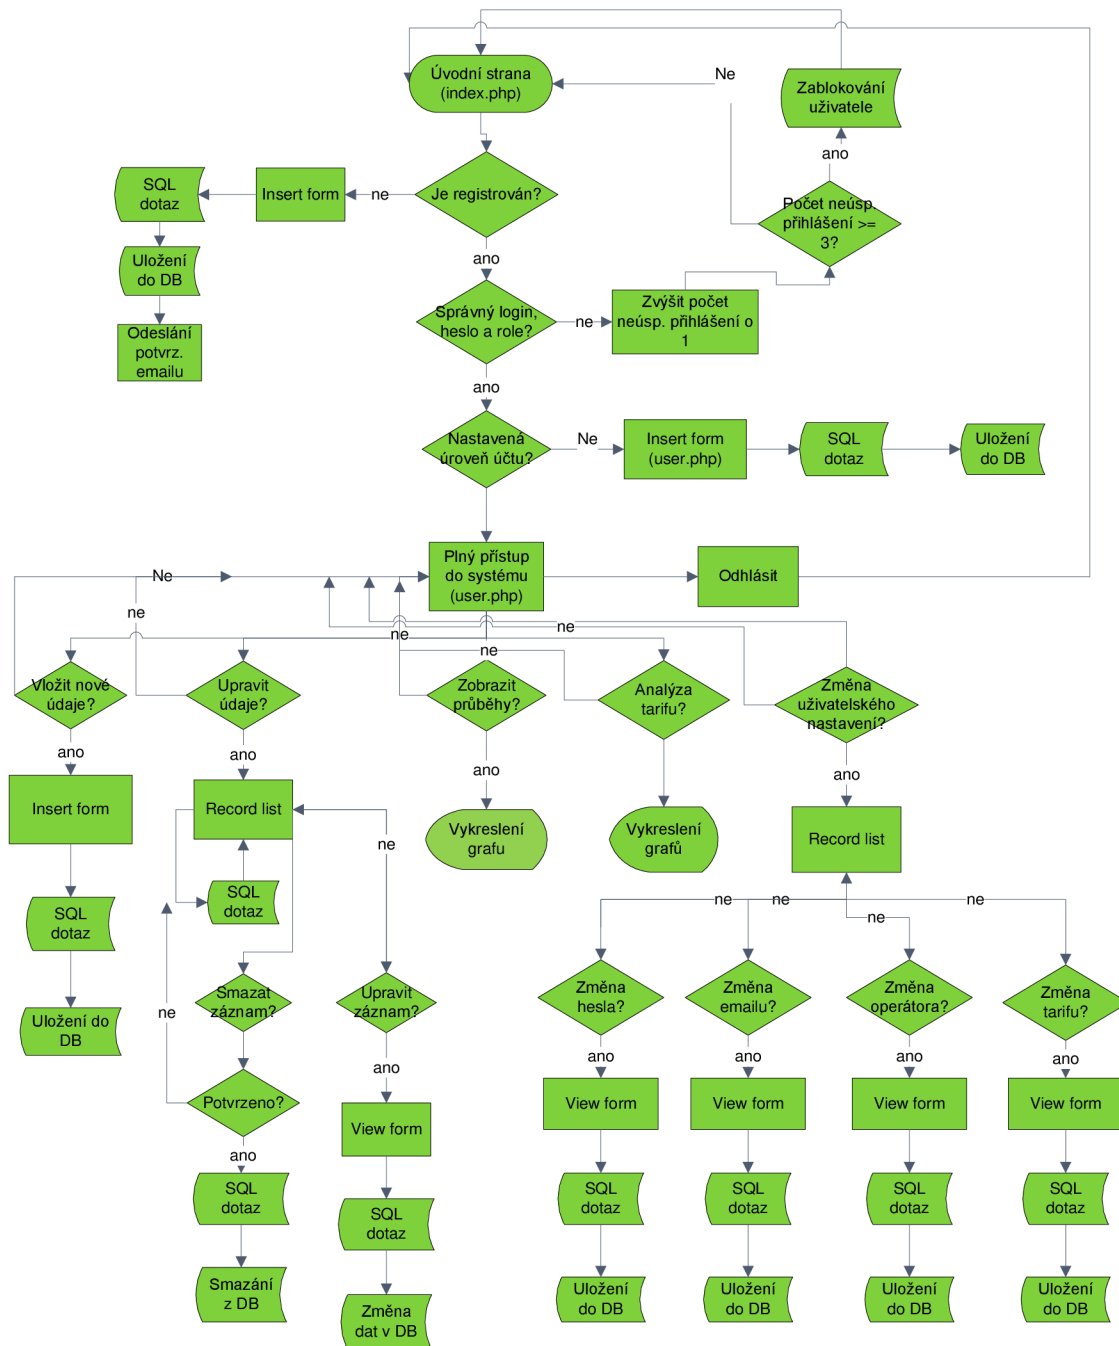 Úvodní strana
(index.php)
Ne
Zablokování
uživatele
ano
Počet neúsp.
přihlášení >=
3?
Je registrován?
ne
Insert form
SQL
dotaz
Uložení
do DB
Odeslání
potvrz.
emailu
ano
Správný login,
heslo a role?
ne
Zvýšit počet
neúsp. přihlášení o
1
ano
Nastavená
úroveň účtu?
Ne
Insert form
(user.php)
SQL
dotaz
Uložení
do DB
Plný přístup
do systému
(user.php)
Odhlásit
Ne
ne
ne
ne
ne
Vložit nové
údaje?
Upravit
údaje?
Zobrazit
průběhy?
Analýza
tarifu?
Změna
uživatelského
nastavení?
ano
ano
ano
ano
Insert form
Record list
Vykreslení
grafu
Vykreslení
grafů
Record list
ne
SQL
dotaz
SQL
dotaz
ne
ne
ne
ne
Uložení do
DB
ne
Smazat
záznam?
Upravit
záznam?
Změna
hesla?
Změna
emailu?
Změna
operátora?
Změna
tarifu?
ano
ano
ano
ano
ano
Potvrzeno?
View form
View form
View form
View form
View form
ano
SQL
dotaz
SQL
dotaz
SQL
dotaz
SQL
dotaz
SQL
dotaz
SQL
dotaz
Smazání
z DB
Změna
dat v DB
Uložení
do DB
Uložení
do DB
Uložení
do DB
Uložení
do DB